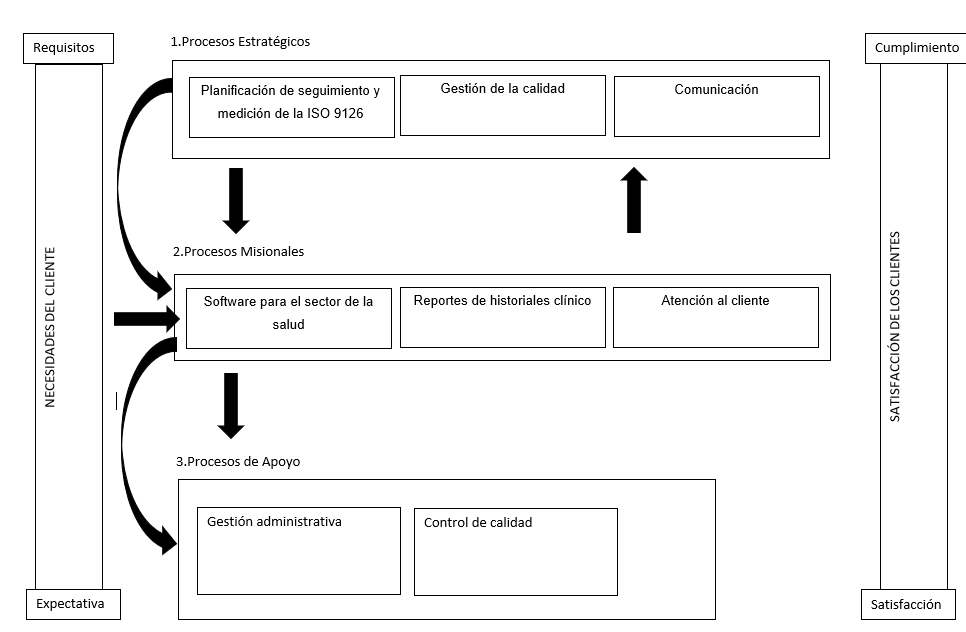 Requisitos
1.Procesos Estratégicos
Cumplimiento
Planificación de seguimiento y
medición de la ISO 9126
Gestión de la calidad
Comunicación
NECESIDADES DEL CLIENTE
SATISFACCIÓN DE LOS CLIENTES
2.Procesos Misionales
Software para el sector de la
salud
Reportes de historiales clínico
Atención al cliente
3.Procesos de Apoyo
Gestión administrativa
Control de calidad
Expectativa
Satisfacción